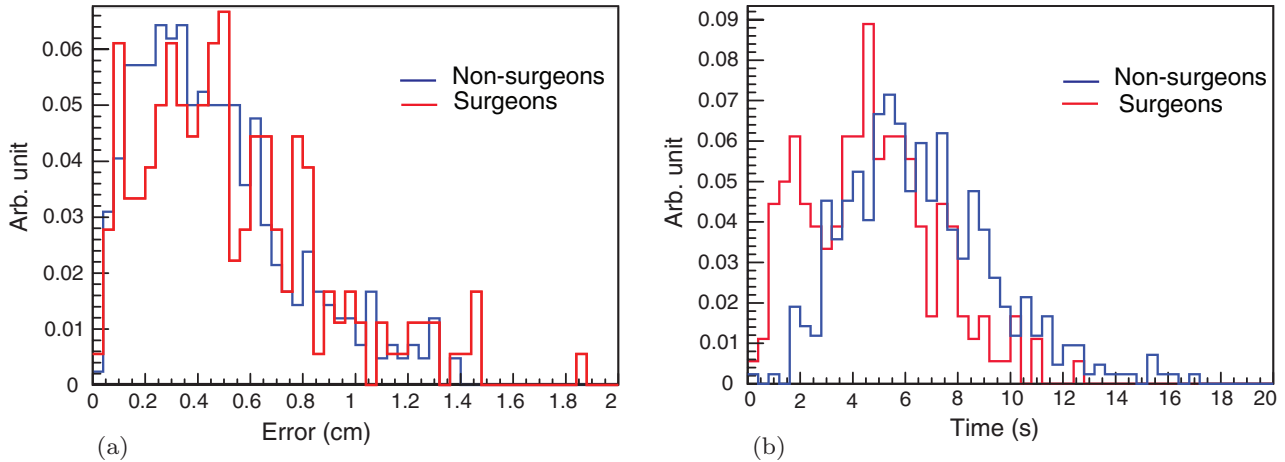 0.06
0.05
0.04
0.03
0.02
0.01
0
Arb. unit
Non-surgeons
Surgeons
0 0.2 0.4 0.6 0.8 1 1.2 1.4 1.6 1.8 2
Error (cm)
(a)
0.09
0.08
0.07
0.06
0.05
0.04
0.03
0.02
0.01
0
Arb. unit
Non-surgeons
Surgeons
0 2 4 6 8 10 12 14 16 18 20
Time (s)
(b)